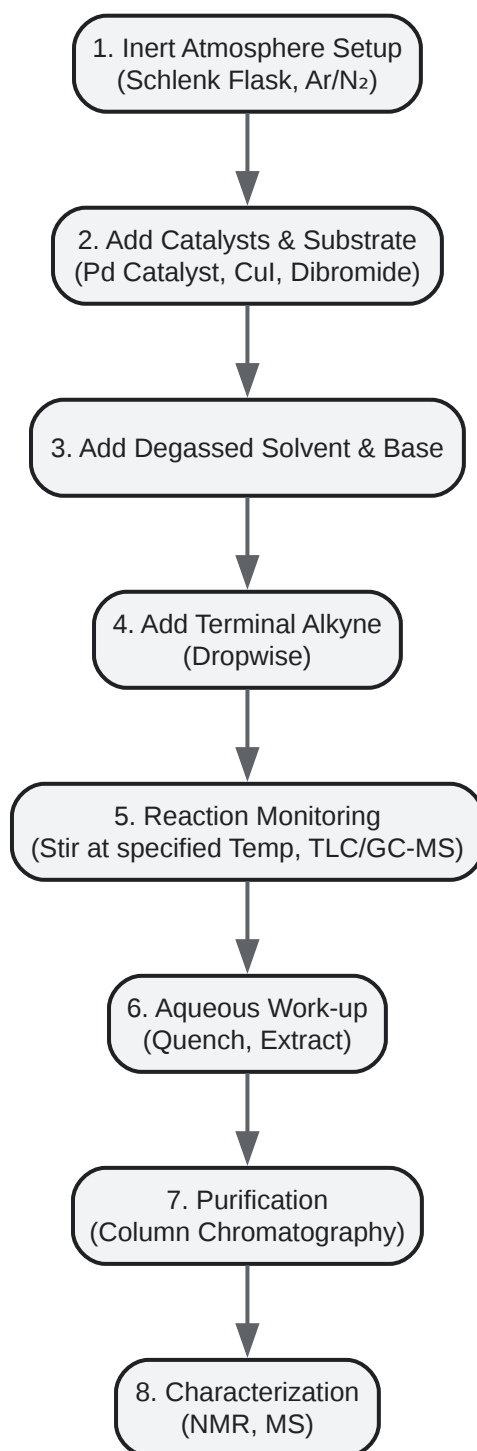 1. Inert Atmosphere Setup
(Schlenk Flask, Ar/N₂)
2. Add Catalysts & Substrate
(Pd Catalyst, CuI, Dibromide)
3. Add Degassed Solvent & Base
4. Add Terminal Alkyne
(Dropwise)
5. Reaction Monitoring
(Stir at specified Temp, TLC/GC-MS)
6. Aqueous Work-up
(Quench, Extract)
7. Purification
(Column Chromatography)
8. Characterization
(NMR, MS)